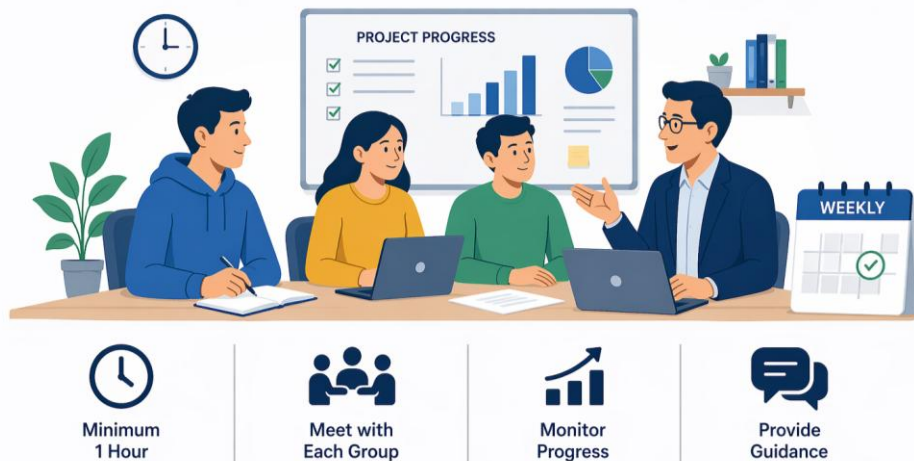 PROJECT PROGRESS
WEEKLY
Minimum
1 Hour
Meet with
Each Group
Monitor
Progress
Provide
Guidance